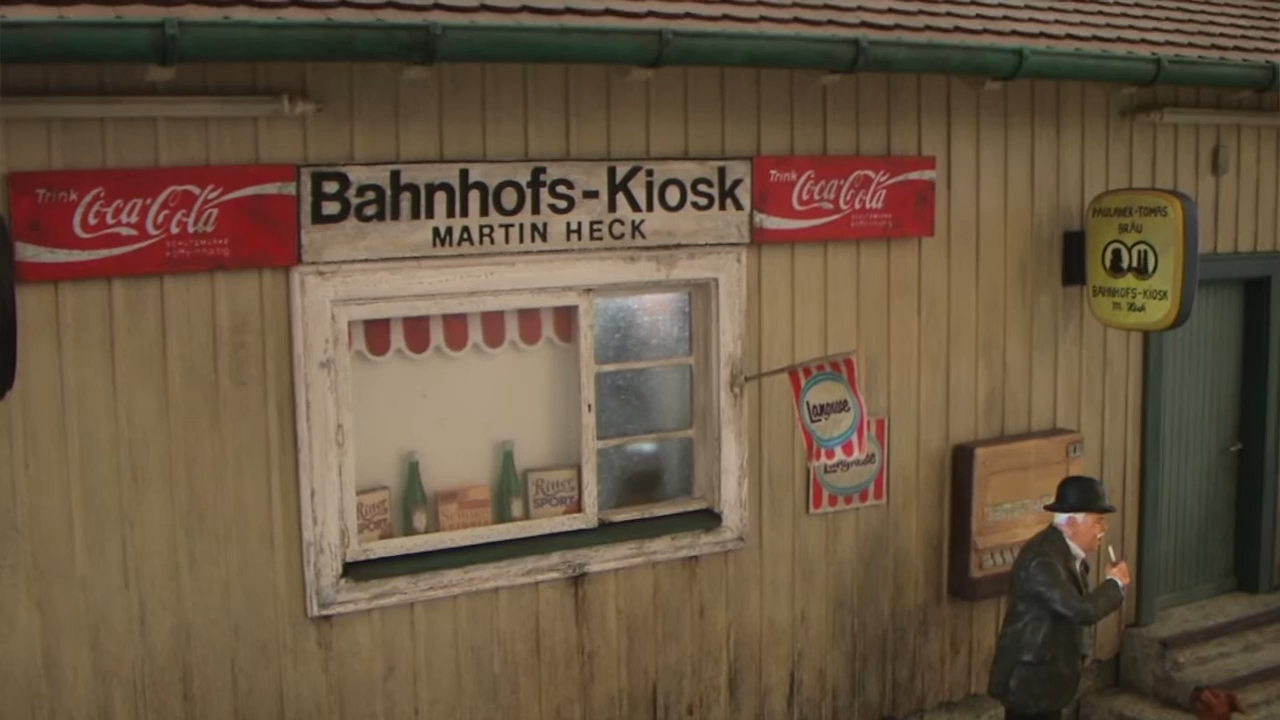 Trink
Coca-Cola
Bahnhofs-Kiosk
MARTIN HECK
Trink
Coca-Cola
PAULANER-TOMAS
BRÄU
BAHNHOFS-KIOSK
Langnese
Langnese
Ritter
SPORT
Ritter
SPORT